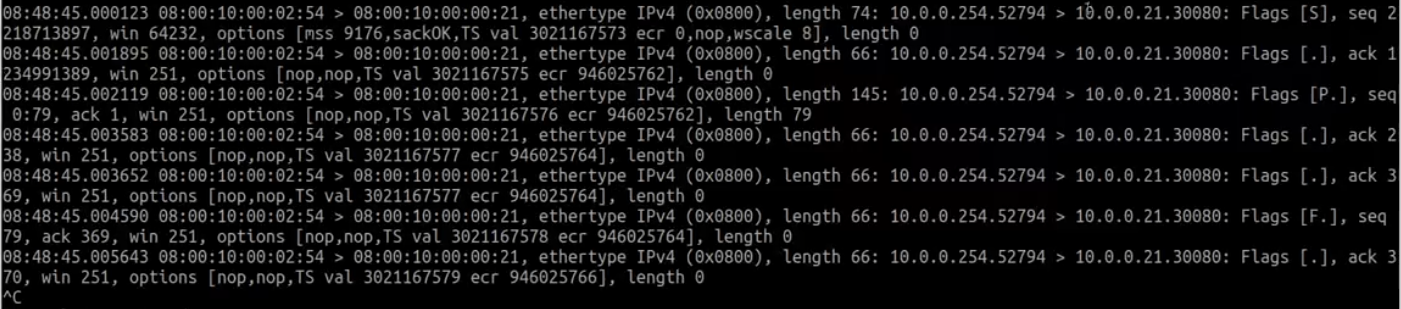 08:48:45.000123 08:00:10:00:02:54 > 08:00:10:00:00:21, ethertype IPv4 (0x0800), length 74: 10.0.0.254.52794 > 10.0.0.21.30080: Flags [S], seq 2
218713897, win 64232, options [mss 9176,sackOK,TS val 3021167573 ecr 0,nop,wscale 8], length 0
08:48:45.001895 08:00:10:00:02:54 > 08:00:10:00:00:21, ethertype IPv4 (0x0800), length 66: 10.0.0.254.52794 > 10.0.0.21.30080: Flags [.], ack 1
234991389, win 251, options [nop,nop,TS val 3021167575 ecr 946025762], length 0
08:48:45.002119 08:00:10:00:02:54 > 08:00:10:00:00:21, ethertype IPv4 (0x0800), length 145: 10.0.0.254.52794 > 10.0.0.21.30080: Flags [P.], seq
 0:79, ack 1, win 251, options [nop,nop,TS val 3021167576 ecr 946025762], length 79
08:48:45.003583 08:00:10:00:02:54 > 08:00:10:00:00:21, ethertype IPv4 (0x0800), length 66: 10.0.0.254.52794 > 10.0.0.21.30080: Flags [.], ack 2
38, win 251, options [nop,nop,TS val 3021167577 ecr 946025764], length 0
08:48:45.003652 08:00:10:00:02:54 > 08:00:10:00:00:21, ethertype IPv4 (0x0800), length 66: 10.0.0.254.52794 > 10.0.0.21.30080: Flags [.], ack 3
69, win 251, options [nop,nop,TS val 3021167577 ecr 946025764], length 0
08:48:45.004590 08:00:10:00:02:54 > 08:00:10:00:00:21, ethertype IPv4 (0x0800), length 66: 10.0.0.254.52794 > 10.0.0.21.30080: Flags [F.], seq
79, ack 369, win 251, options [nop,nop,TS val 3021167578 ecr 946025764], length 0
08:48:45.005643 08:00:10:00:02:54 > 08:00:10:00:00:21, ethertype IPv4 (0x0800), length 66: 10.0.0.254.52794 > 10.0.0.21.30080: Flags [.], ack 3
70, win 251, options [nop,nop,TS val 3021167579 ecr 946025766], length 0
^C